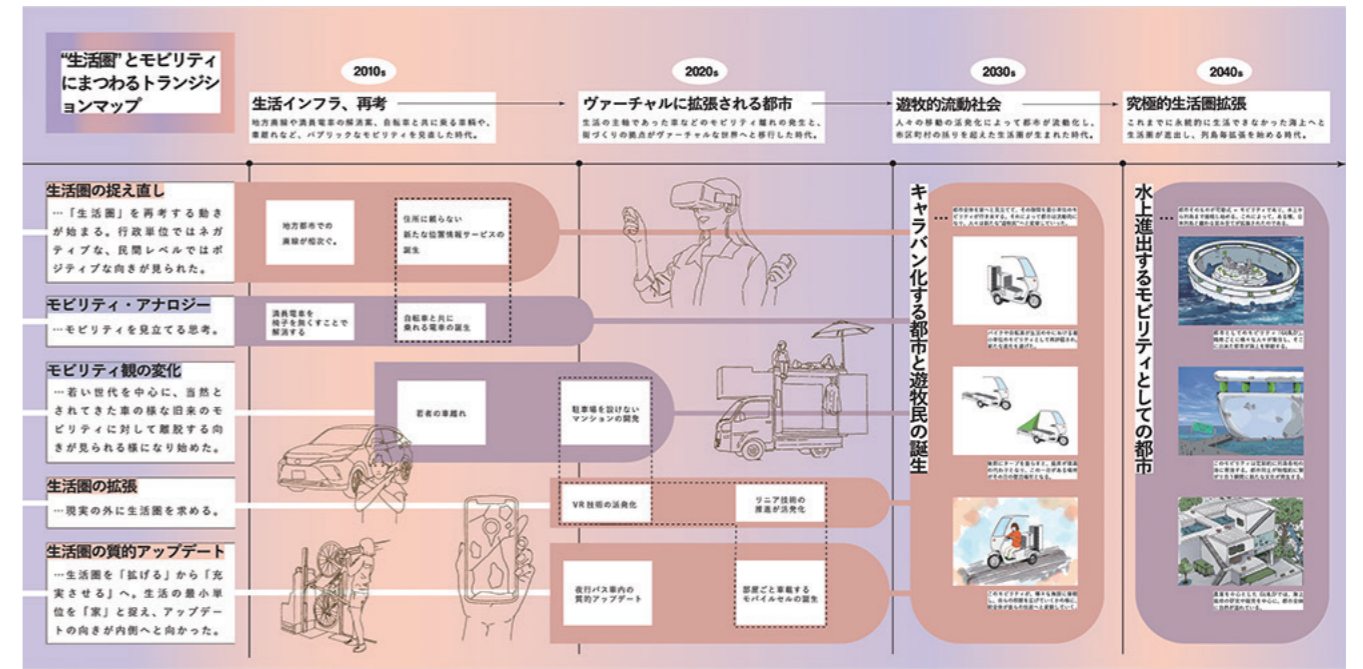 “生活圏”とモビリティ
にまつわるトランジシ
ョンマップ
2010s
2020s
2030s
2040s
生活インフラ、再考
地方廃線や満員電車の解消案、自転車と共に乗る車輌や、
車離れなど、パブリックなモビリティを見直した時代。
ヴァーチャルに拡張される都市
生活の主軸であった車などのモビリティ離れの発生と、
街づくりの拠点がヴァーチャルな世界へと移行した時代。
遊牧的流動社会
人々の移動の活発化によって都市が流動化し、
市区町村の括りを超えた生活圏が生まれた時代。
究極的生活圏拡張
これまでに永続的に生活できなかった海上へと
生活圏が進出し、列島毎拡張を始める時代。
生活圏の捉え直し
…「生活圏」を再考する動き
が始まる。行政単位ではネガ
ティブな、民間レベルではポ
ジティブな向きが見られた。
地方都市での
廃線が相次ぐ。
住所に頼らない
新たな位置情報サービスの
誕生
モビリティ・アナロジー
…モビリティを見立てる思考。
満員電車を
椅子を無くすことで
解消する
自転車と共に
乗れる電車の誕生
モビリティ観の変化
…若い世代を中心に、当然と
されてきた車の様な旧来のモ
ビリティに対して離脱する向
きが見られる様になり始めた。
若者の車離れ
駐車場を設けない
マンションの開発
生活圏の拡張
…現実の外に生活圏を求める。
VR技術の活発化
リニア技術の
推進が活発化
生活圏の質的アップデート
…生活圏を「拡げる」から「充
実させる」へ。生活の最小単
位を「家」と捉え、アップデー
トの向きが内側へと向かった。
夜行バス車内の
質的アップデート
部屋ごと車載する
モバイルセルの誕生
キャラバン化する都市と遊牧民の誕生
…
水上進出するモビリティとしての都市
…